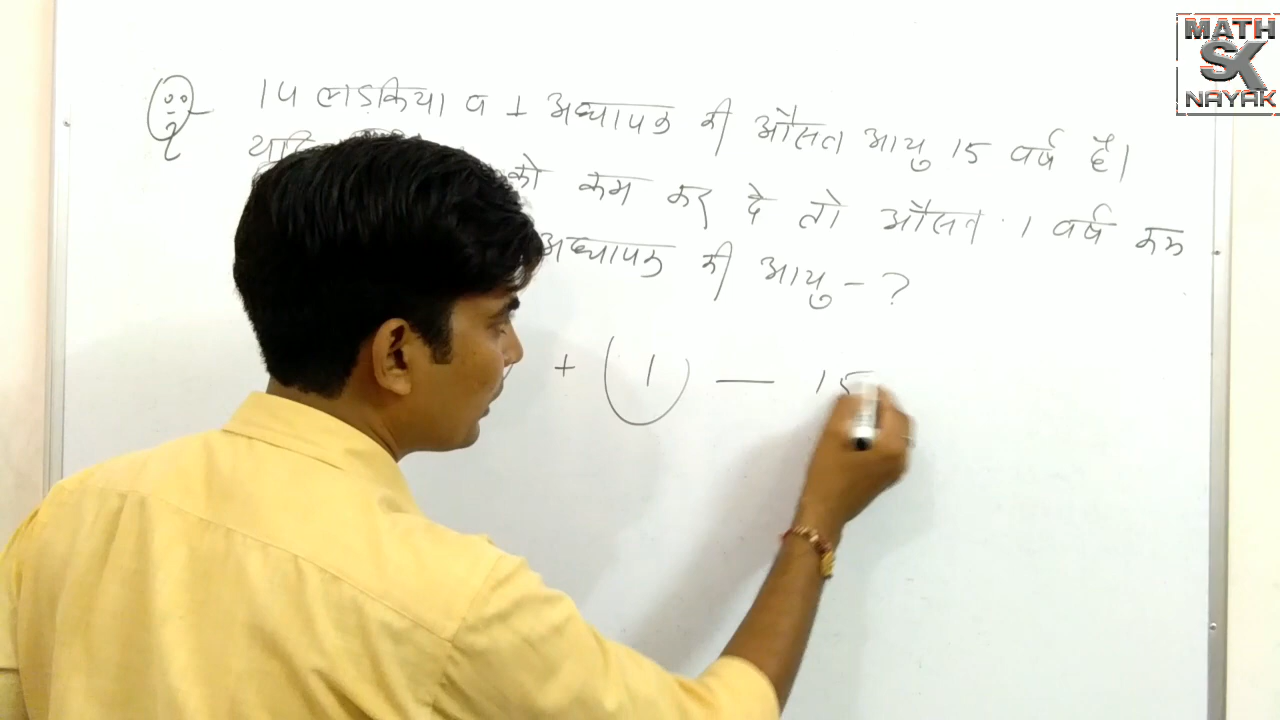 14 लडकिया व 1 अध्यापक की औसत आयु 15 वर्ष है।
यदि को कम कर दे तो औसत 1 वर्ष कम
अध्यापक की आयु - ?
+ 1 — 15
MATH
SK
NAYAK